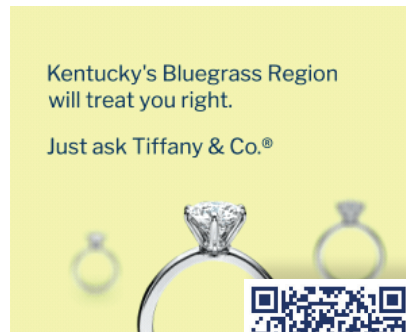 Kentucky's Bluegrass Region
will treat you right.
Just ask Tiffany & Co.®